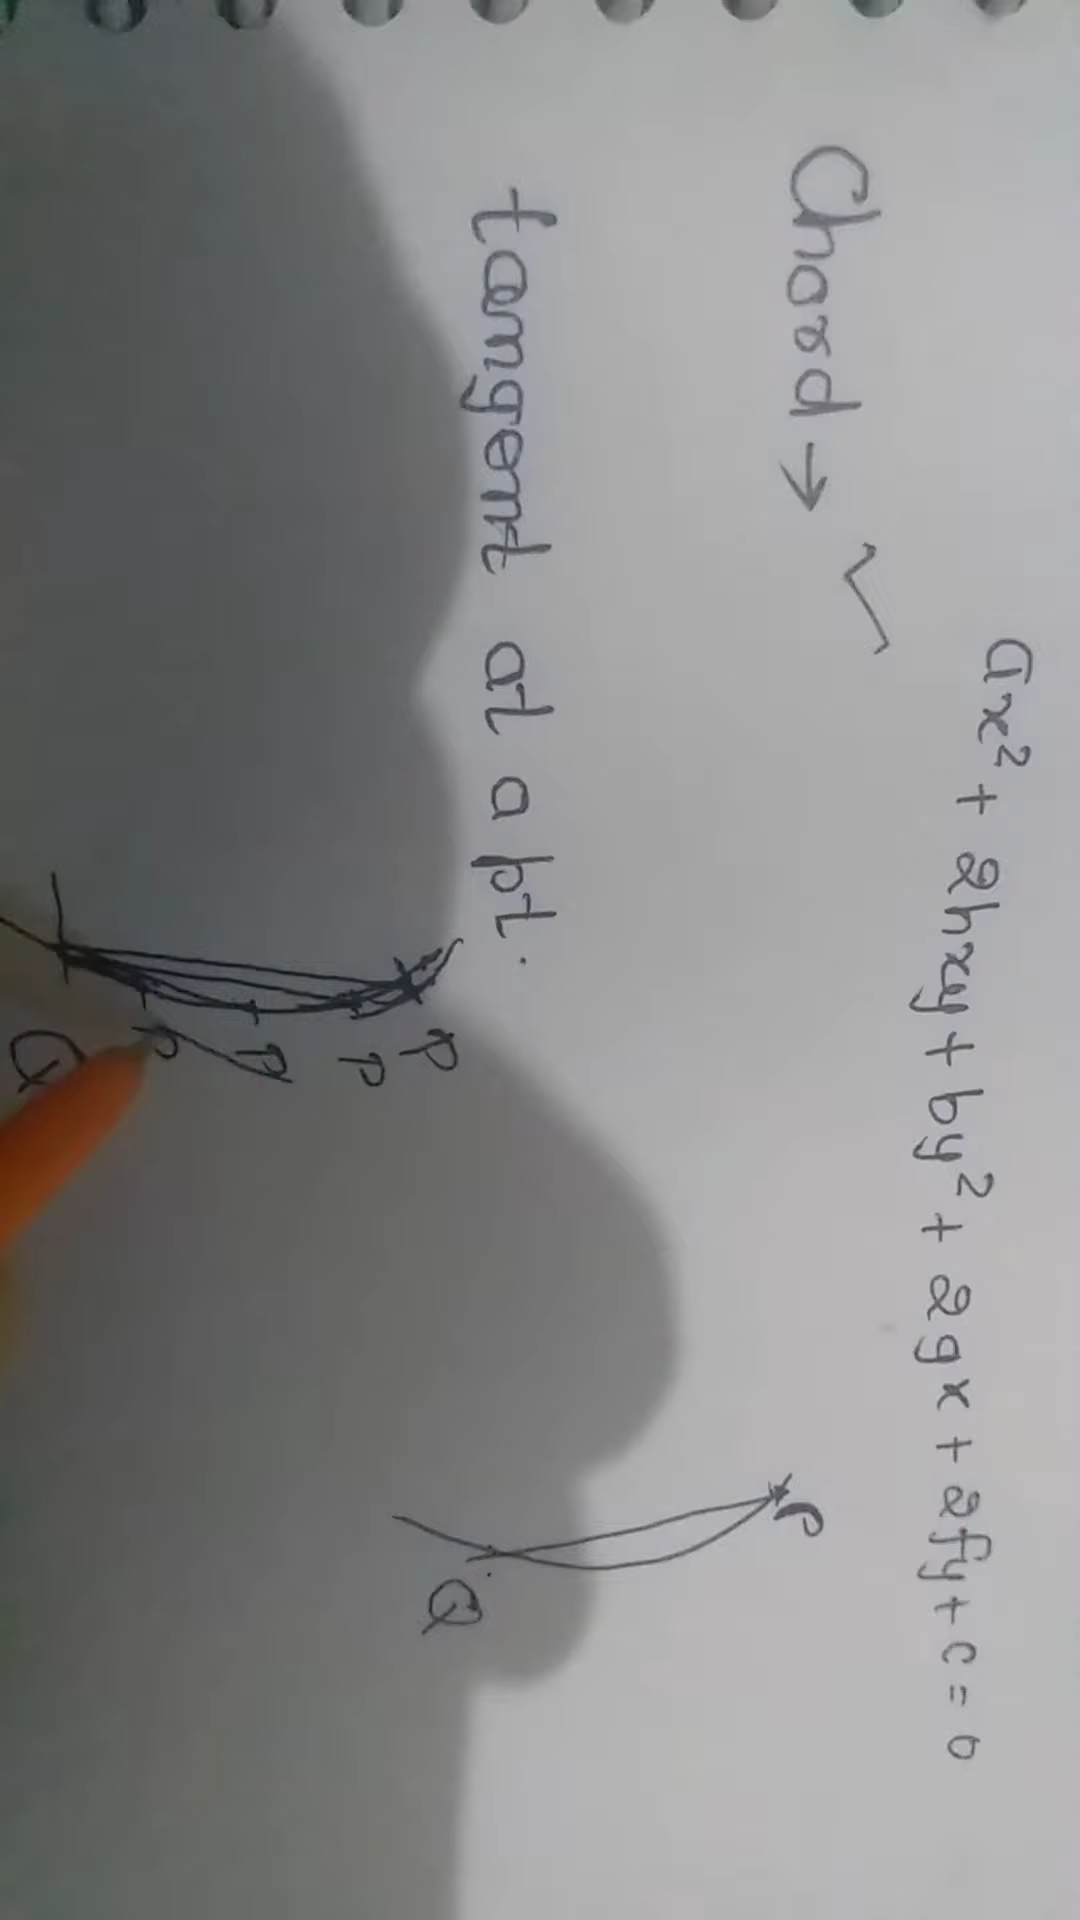 ax² + 2hxy + by² + 2gx + 2fy + c = 0
Chord → ✓
P
Q
tangent at a pt.
P
P
P
P
Q